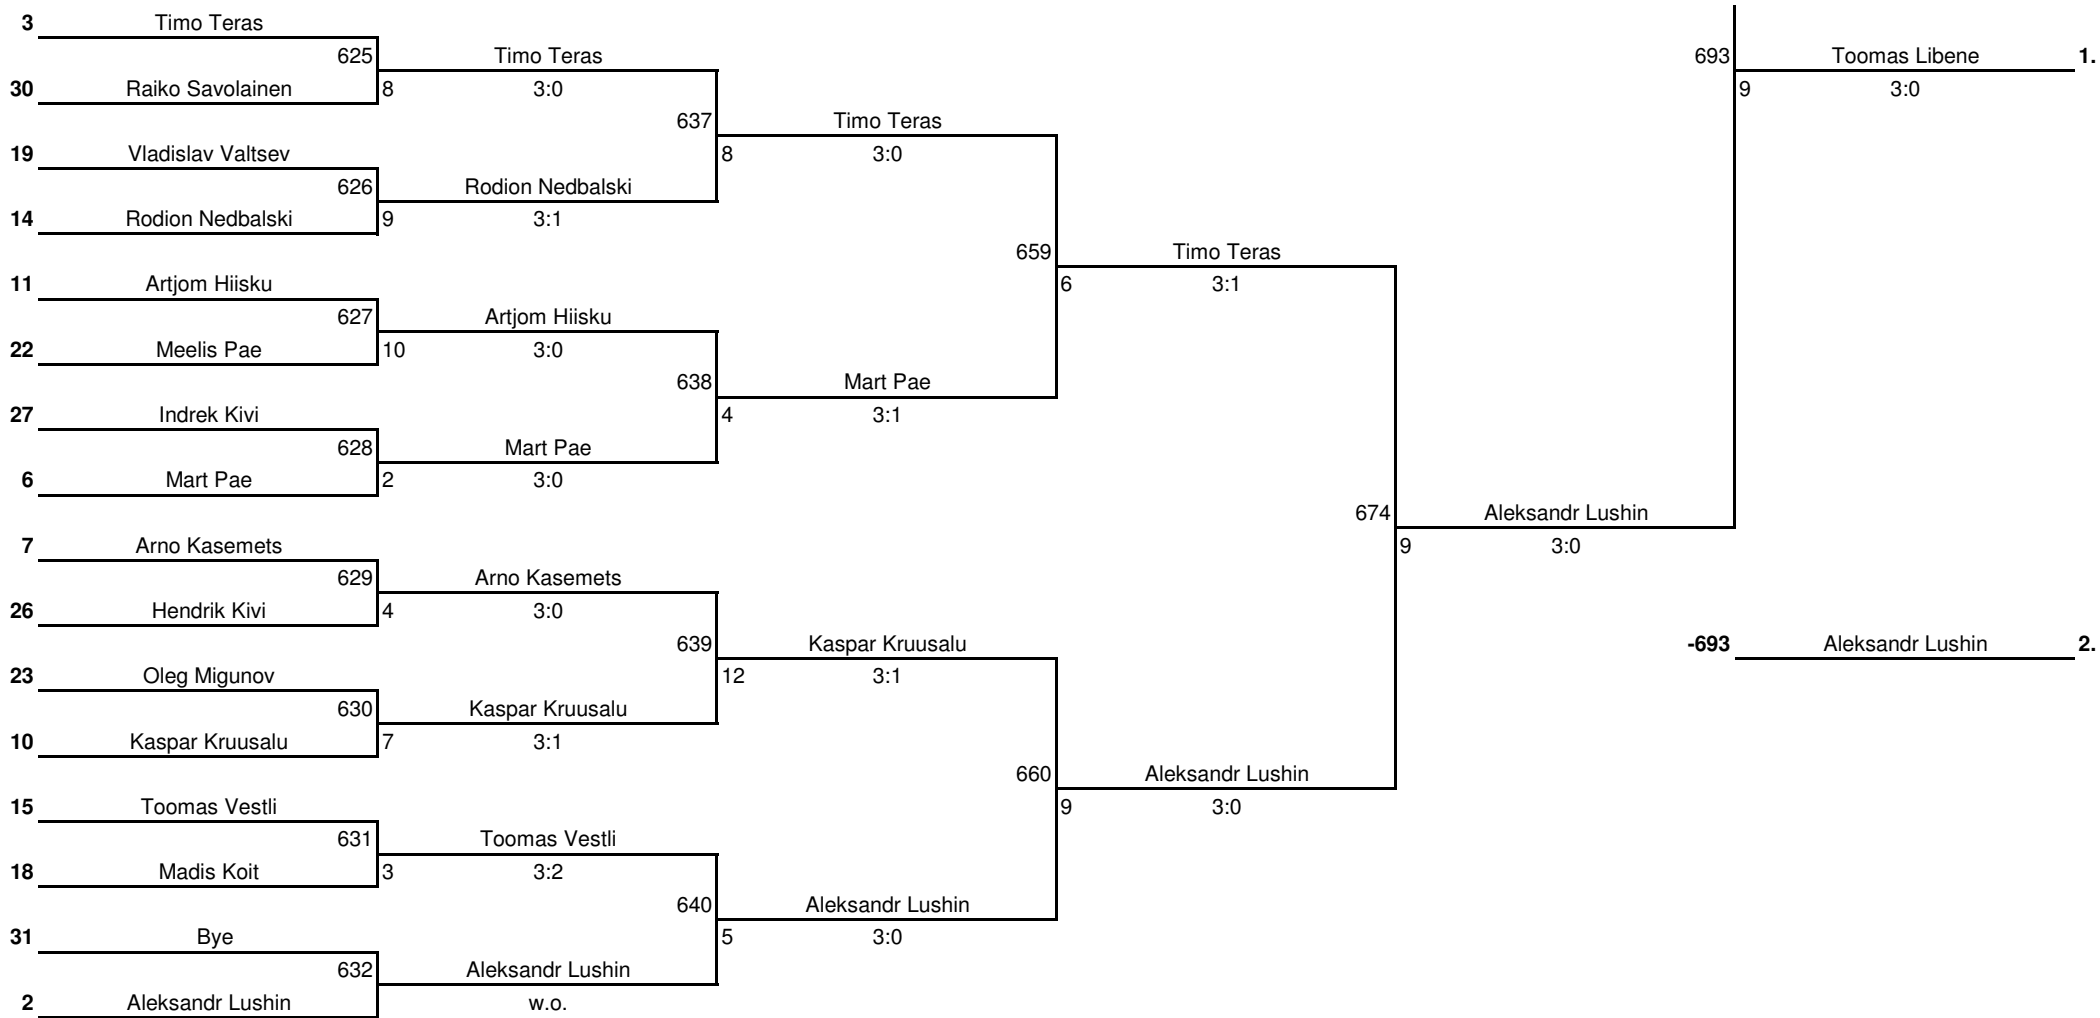 3 Timo Teras
625 Timo Teras 693 Toomas Libene 1.
30 Raiko Savolainen 8 3:0 9 3:0
637 Timo Teras
19 Vladislav Valtsev 8 3:0
626 Rodion Nedbalski
14 Rodion Nedbalski 9 3:1
659 Timo Teras
11 Artjom Hiisku 6 3:1
627 Artjom Hiisku
22 Meelis Pae 10 3:0
638 Mart Pae
27 Indrek Kivi 4 3:1
628 Mart Pae
6 Mart Pae 2 3:0
674 Aleksandr Lushin
7 Arno Kasemets 9 3:0
629 Arno Kasemets
26 Hendrik Kivi 4 3:0
639 Kaspar Kruusalu -693 Aleksandr Lushin 2.
23 Oleg Migunov 12 3:1
630 Kaspar Kruusalu
10 Kaspar Kruusalu 7 3:1
660 Aleksandr Lushin
15 Toomas Vestli 9 3:0
631 Toomas Vestli
18 Madis Koit 3 3:2
640 Aleksandr Lushin
31 Bye 5 3:0
632 Aleksandr Lushin
2 Aleksandr Lushin w.o.